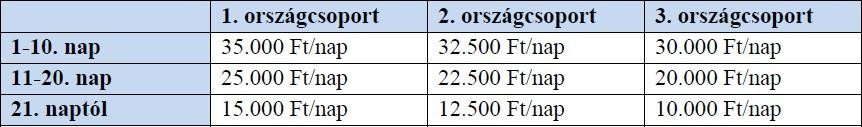 1. országcsoport 2. országcsoport 3. országcsoport
1-10. nap 35.000 Ft/nap 32.500 Ft/nap 30.000 Ft/nap
11-20. nap 25.000 Ft/nap 22.500 Ft/nap 20.000 Ft/nap
21. naptól 15.000 Ft/nap 12.500 Ft/nap 10.000 Ft/nap